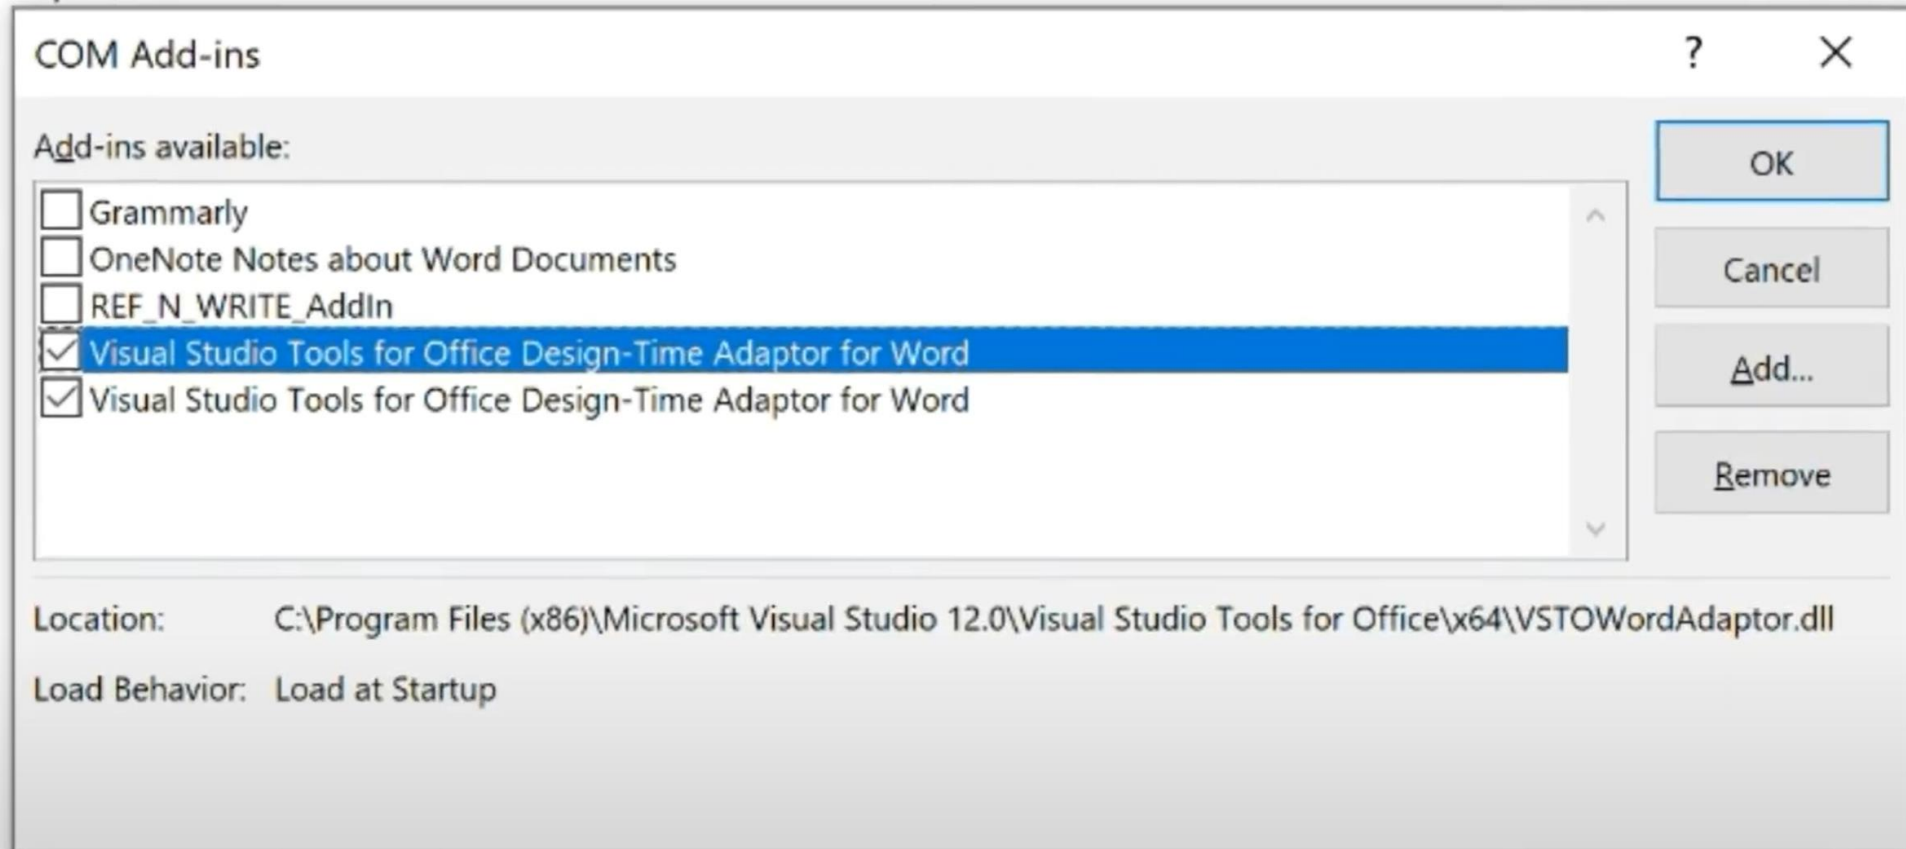 COM Add-ins ?
Add-ins available:
Grammarly
OneNote Notes about Word Documents
REF_N_WRITE_AddIn
Visual Studio Tools for Office Design-Time Adaptor for Word
Visual Studio Tools for Office Design-Time Adaptor for Word
OK
Cancel
Add...
Remove
Location: C:\Program Files (x86)\Microsoft Visual Studio 12.0\Visual Studio Tools for Office\x64\VSTOWordAdaptor.dll
Load Behavior: Load at Startup